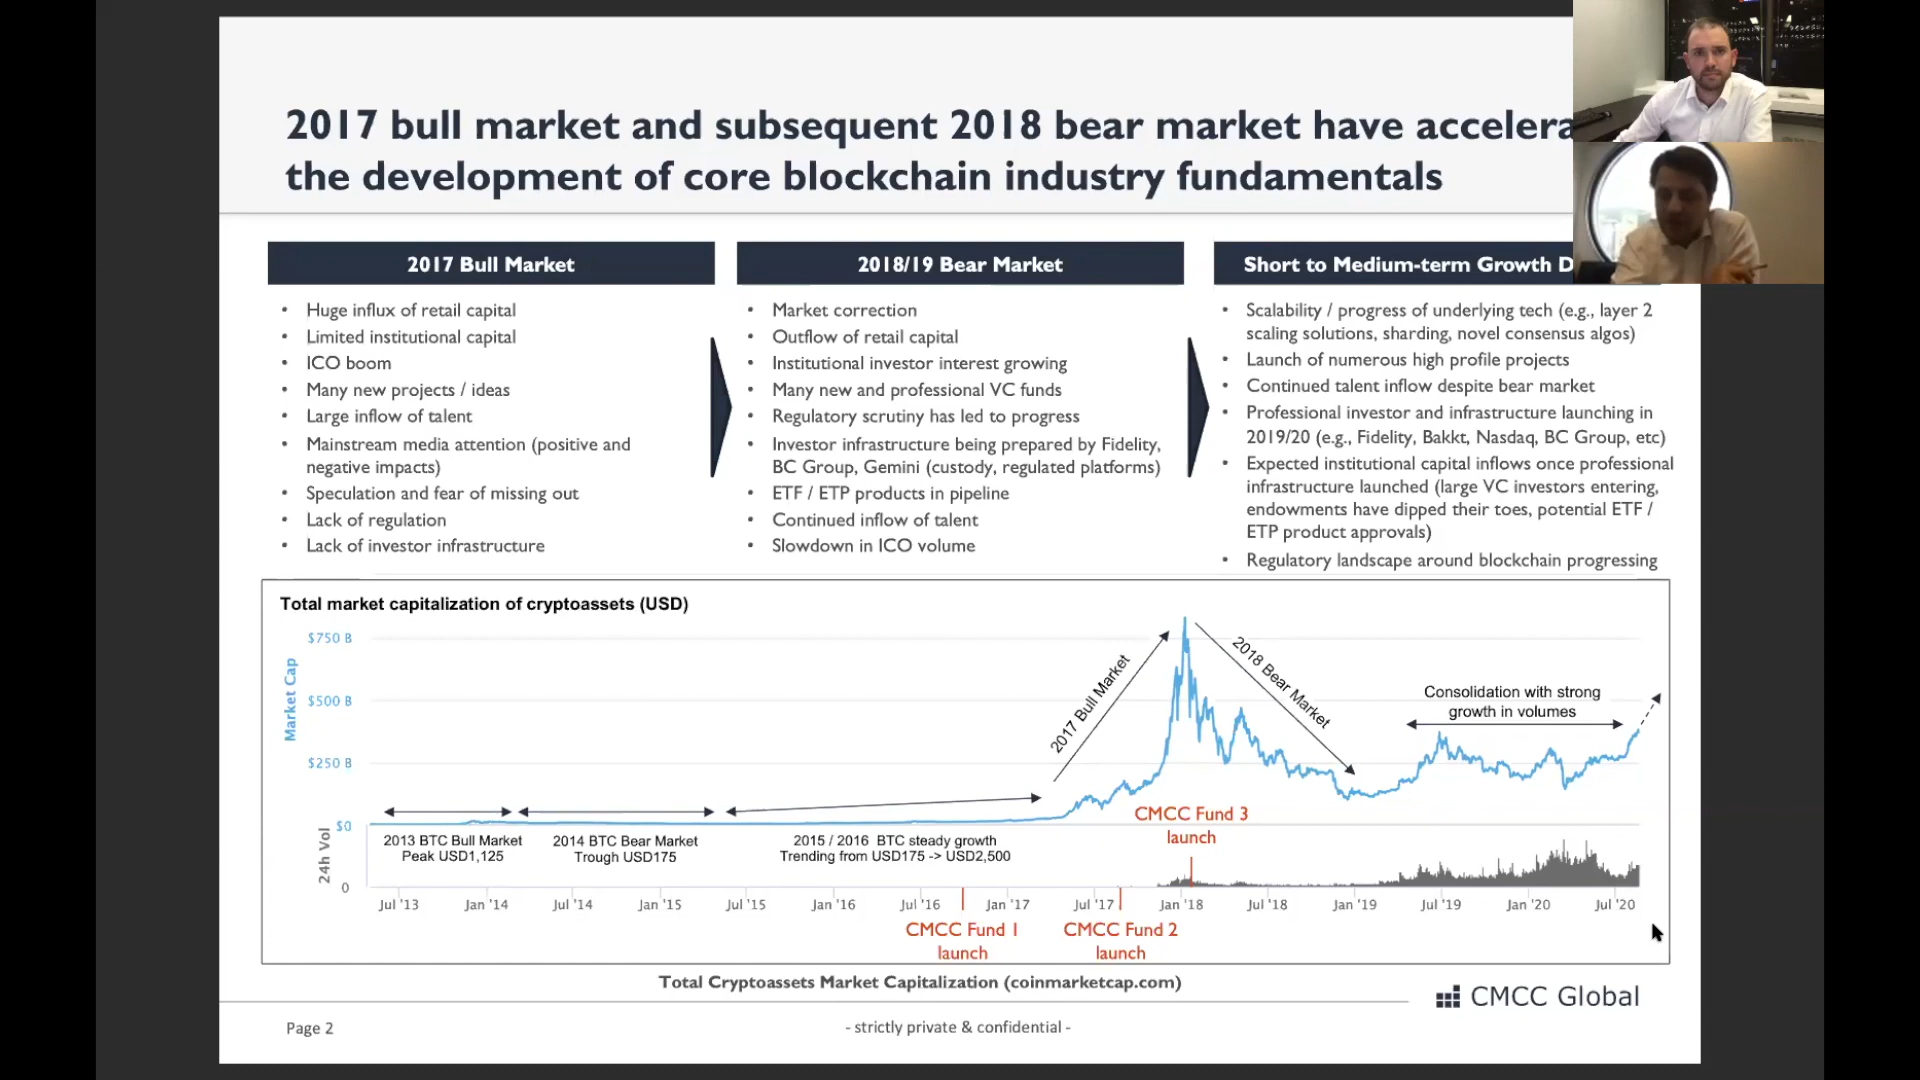 2017 bull market and subsequent 2018 bear market have accelera
the development of core blockchain industry fundamentals
2017 Bull Market
• Huge influx of retail capital
• Limited institutional capital
• ICO boom
• Many new projects / ideas
• Large inflow of talent
• Mainstream media attention (positive and
negative impacts)
• Speculation and fear of missing out
• Lack of regulation
• Lack of investor infrastructure
2018/19 Bear Market
• Market correction
• Outflow of retail capital
• Institutional investor interest growing
• Many new and professional VC funds
• Regulatory scrutiny has led to progress
• Investor infrastructure being prepared by Fidelity,
BC Group, Gemini (custody, regulated platforms)
• ETF / ETP products in pipeline
• Continued inflow of talent
• Slowdown in ICO volume
Short to Medium-term Growth D
• Scalability / progress of underlying tech (e.g., layer 2
scaling solutions, sharding, novel consensus algos)
• Launch of numerous high profile projects
• Continued talent inflow despite bear market
• Professional investor and infrastructure launching in
2019/20 (e.g., Fidelity, Bakkt, Nasdaq, BC Group, etc)
• Expected institutional capital inflows once professional
infrastructure launched (large VC investors entering,
endowments have dipped their toes, potential ETF /
ETP product approvals)
• Regulatory landscape around blockchain progressing
Total market capitalization of cryptoassets (USD)
Market Cap
$750 B
$500 B
$250 B
$0
24h Vol
0
2017 Bull Market
2018 Bear Market
Consolidation with strong
growth in volumes
2013 BTC Bull Market
Peak USD1,125
2014 BTC Bear Market
Trough USD175
2015 / 2016 BTC steady growth
Trending from USD175 -> USD2,500
CMCC Fund 3
launch
Jul '13
Jan '14
Jul '14
Jan '15
Jul '15
Jan '16
Jul '16
Jan '17
Jul '17
Jan '18
Jul '18
Jan '19
Jul '19
Jan '20
Jul '20
CMCC Fund 1
launch
CMCC Fund 2
launch
Total Cryptoassets Market Capitalization (coinmarketcap.com)
CMCC Global
Page 2
- strictly private & confidential -